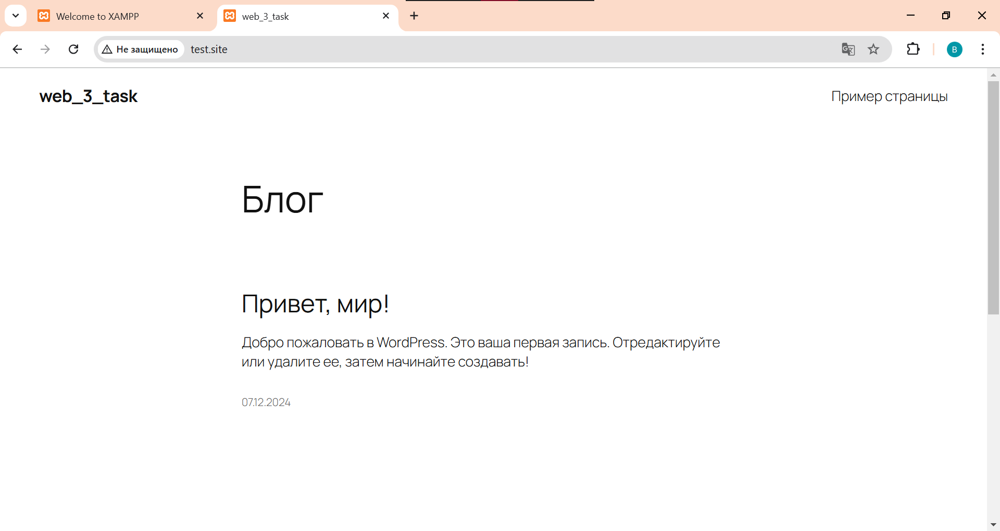 Welcome to XAMPP
web_3_task
Не защищено
test.site
B
web_3_task
Пример страницы
Блог
Привет, мир!
Добро пожаловать в WordPress. Это ваша первая запись. Отредактируйте
или удалите ее, затем начинайте создавать!
07.12.2024